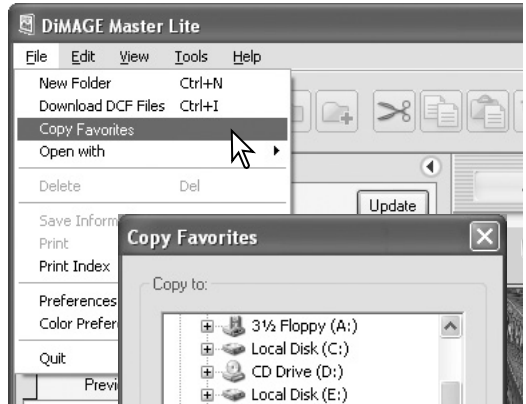 DiMAGE Master Lite
File Edit View Tools Help
New Folder Ctrl+N
Download DCF Files Ctrl+I
Copy Favorites
Open with
Delete Del
Update
Save Inform
Print
Print Index
Preferences
Color Prefer
Quit
Previ
Copy Favorites
Copy to:
3½ Floppy (A:)
Local Disk (C:)
CD Drive (D:)
Local Disk (E:)